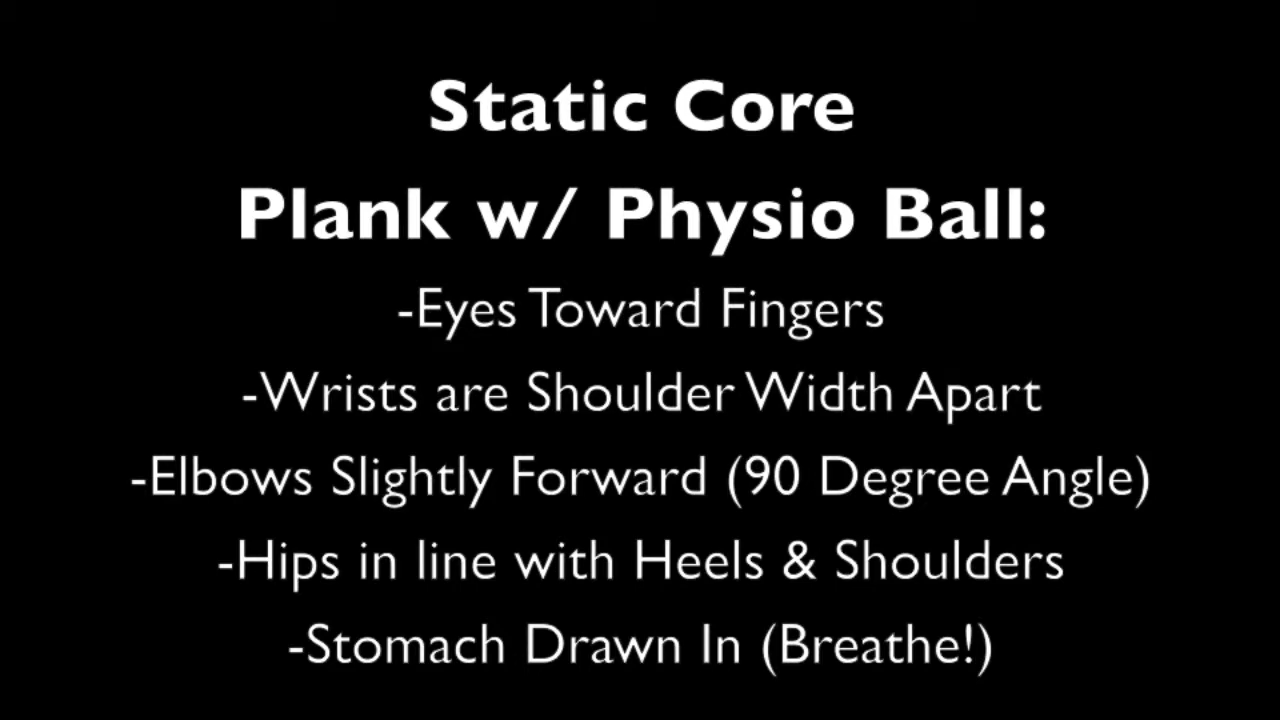 Static Core
Plank w/ Physio Ball:
-Eyes Toward Fingers
-Wrists are Shoulder Width Apart
-Elbows Slightly Forward (90 Degree Angle)
-Hips in line with Heels & Shoulders
-Stomach Drawn In (Breathe!)